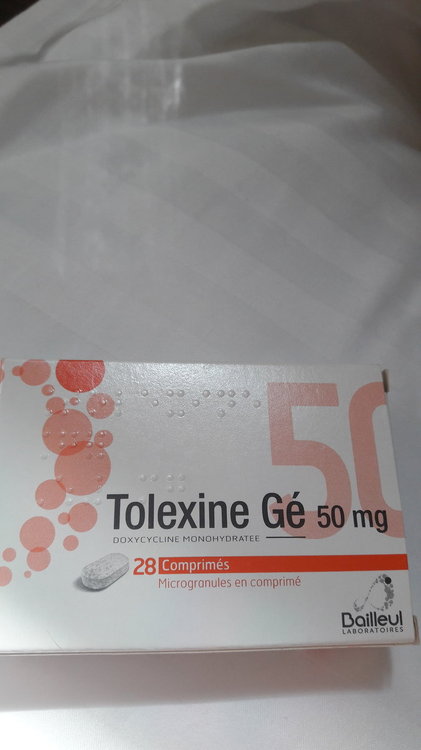 50
Tolexine Gé 50 mg
DOXYCYCLINE MONOHYDRATEE
28 Comprimés
Microgranules en comprimé
Bailleul
LABORATOIRES